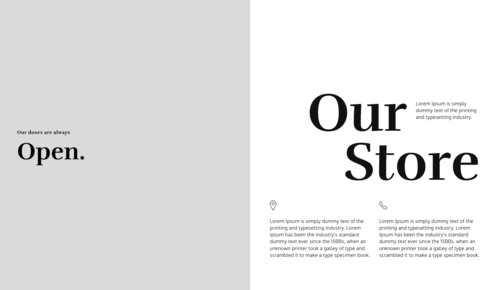 Our doors are always
Open.
Our
Store
Lorem Ipsum is simply
dummy text of the printing
and typesetting industry.
Lorem Ipsum is simply dummy text of the
printing and typesetting industry. Lorem
Ipsum has been the industry's standard
dummy text ever since the 1500s, when an
unknown printer took a galley of type and
scrambled it to make a type specimen book.
Lorem Ipsum is simply dummy text of the
printing and typesetting industry. Lorem
Ipsum has been the industry's standard
dummy text ever since the 1500s, when an
unknown printer took a galley of type and
scrambled it to make a type specimen book.